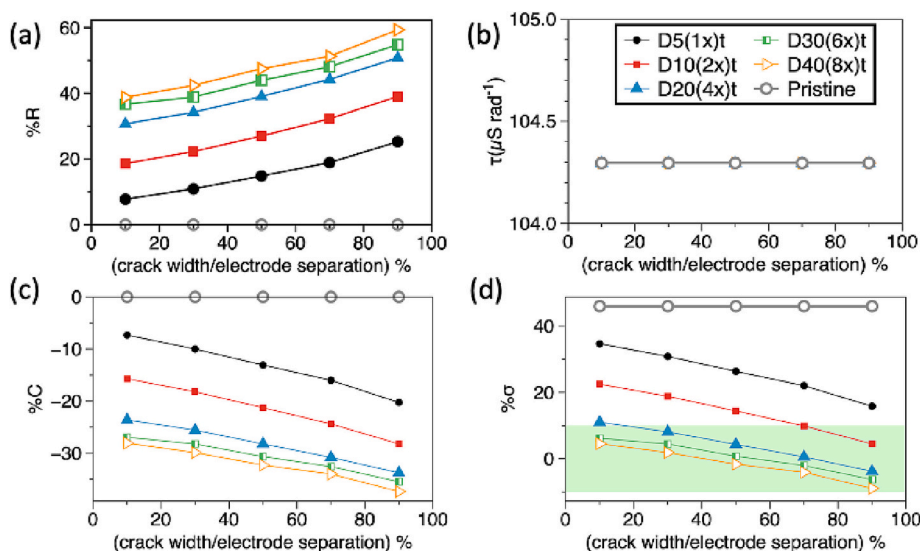 (a)
60
40
20
0
%R
0 20 40 60 80 100
(crack width/electrode separation) %
(b)
105.0
104.5
104.0
τ(μS rad⁻¹)
D5(1x)t D30(6x)t
D10(2x)t D40(8x)t
D20(4x)t Pristine
0 20 40 60 80 100
(crack width/electrode separation) %
(c)
0
−10
−20
−30
%C
0 20 40 60 80 100
(crack width/electrode separation) %
(d)
40
20
0
%σ
0 20 40 60 80 100
(crack width/electrode separation) %